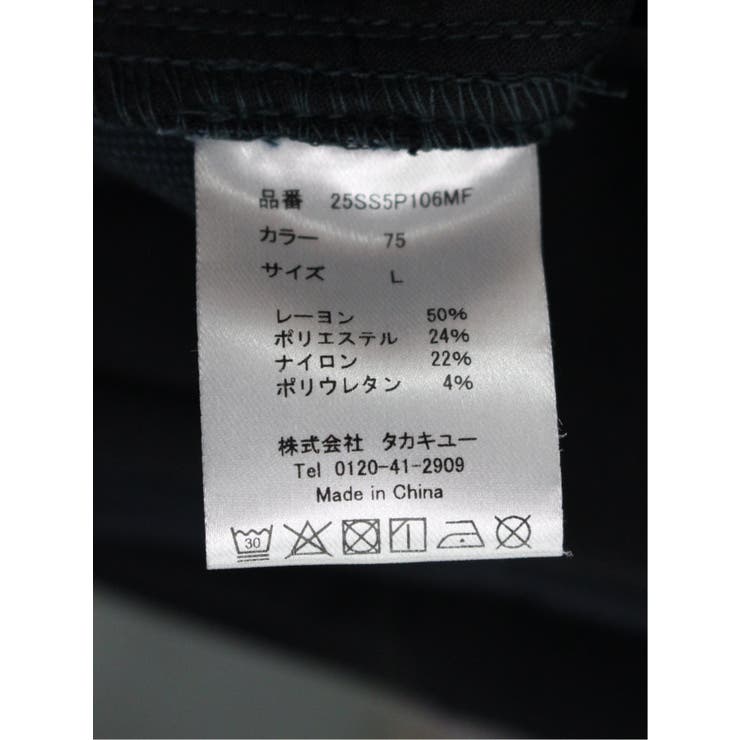 品番 25SS5P106MF
カラー 75
サイズ L
レーヨン 50%
ポリエステル 24%
ナイロン 22%
ポリウレタン 4%
株式会社 タカキュー
Tel 0120-41-2909
Made in China
30